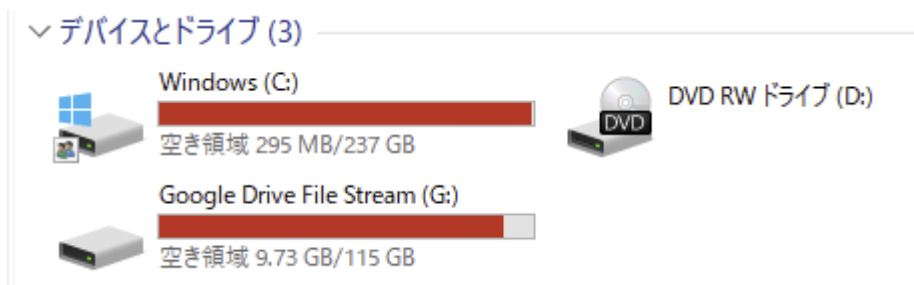 デバイスとドライブ (3)
Windows (C:)
空き領域 295 MB/237 GB
DVD RW ドライブ (D:)
DVD
Google Drive File Stream (G:)
空き領域 9.73 GB/115 GB